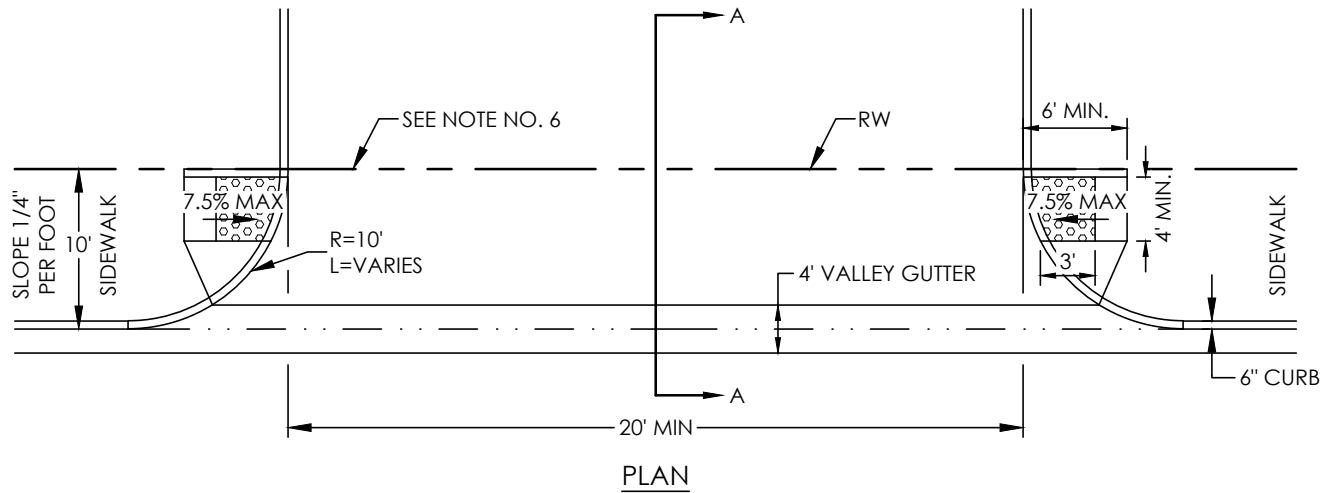 A
6' MIN.
SEE NOTE NO. 6
RW
SLOPE 1/4"
PER FOOT
10'
SIDEWALK
7.5% MAX
R=10'
L=VARIES
7.5% MAX
4' MIN.
3'
SIDEWALK
4' VALLEY GUTTER
6" CURB
A
20' MIN
PLAN